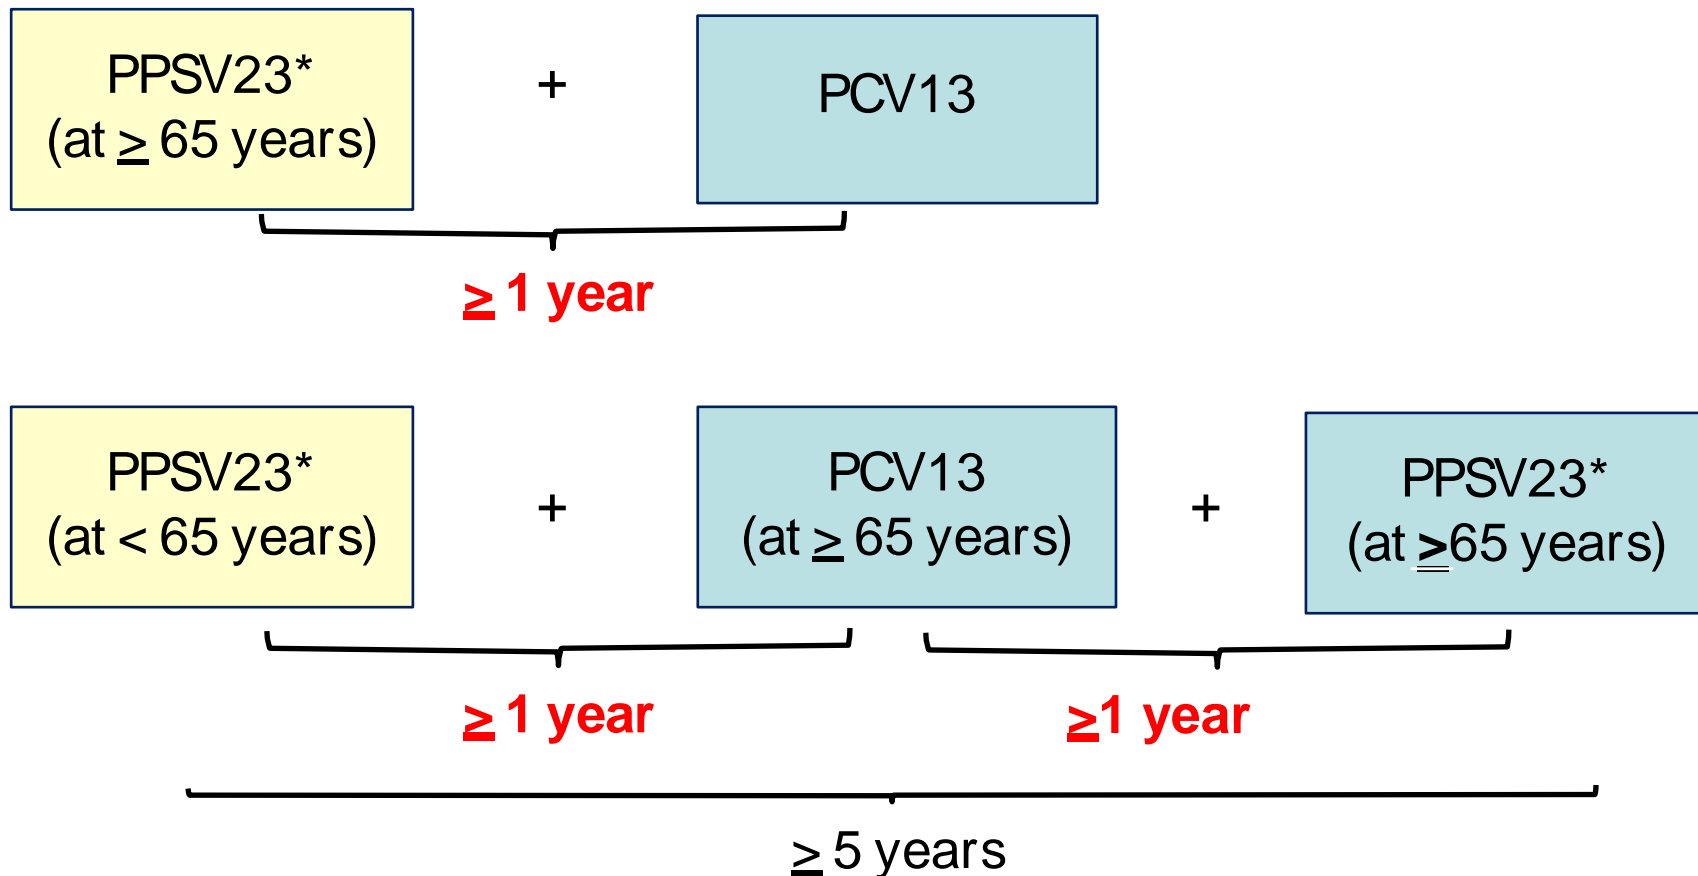 PPSV23*
(at ≥ 65 years)
+
PCV13
≥ 1 year
PPSV23*
(at < 65 years)
+
PCV13
(at ≥ 65 years)
+
PPSV23*
(at ≥65 years)
≥ 1 year
≥1 year
≥ 5 years